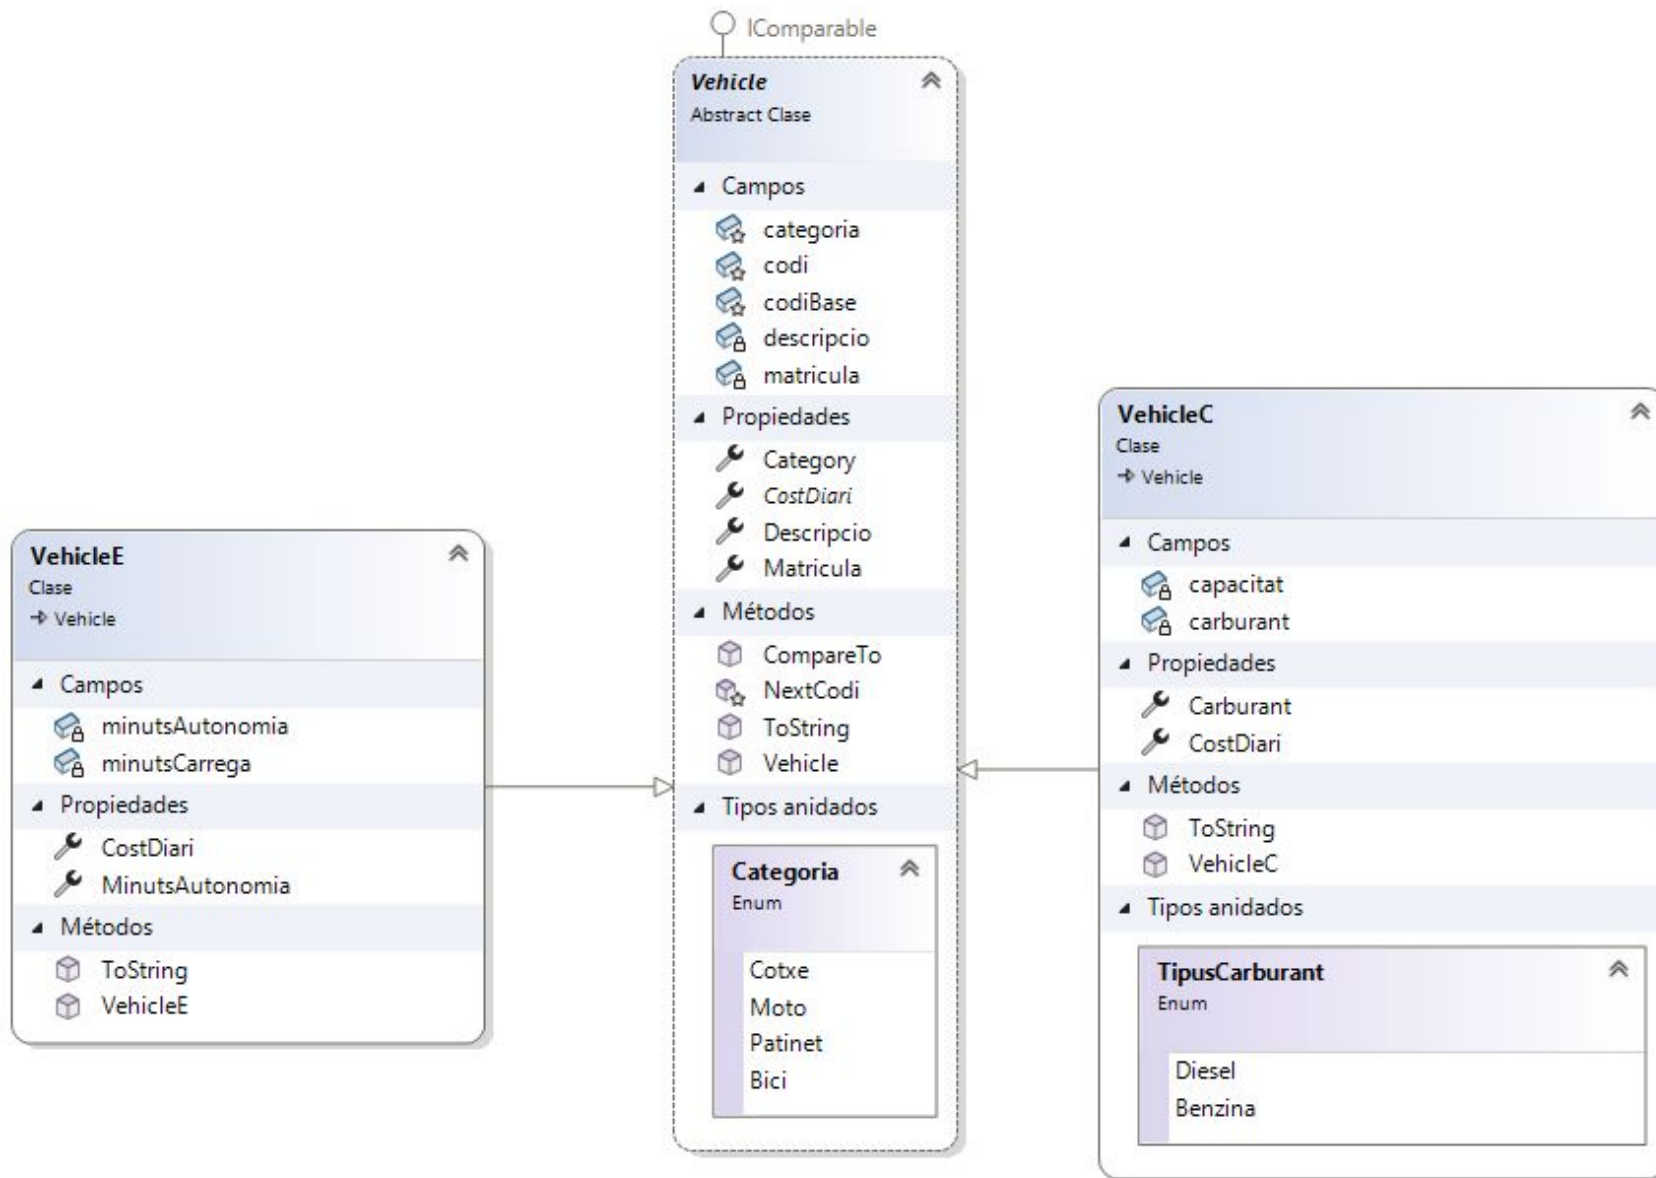 IComparable
Vehicle
Abstract Clase
Campos
categoria
codi
codiBase
descripcio
matricula
Propiedades
Category
CostDiari
Descripcio
Matricula
Métodos
CompareTo
NextCodi
ToString
Vehicle
Tipos anidados
Categoria
Enum
Cotxe
Moto
Patinet
Bici
VehicleE
Clase
Vehicle
Campos
minutsAutonomia
minutsCarrega
Propiedades
CostDiari
MinutsAutonomia
Métodos
ToString
VehicleE
VehicleC
Clase
Vehicle
Campos
capacitat
carburant
Propiedades
Carburant
CostDiari
Métodos
ToString
VehicleC
Tipos anidados
TipusCarburant
Enum
Diesel
Benzina